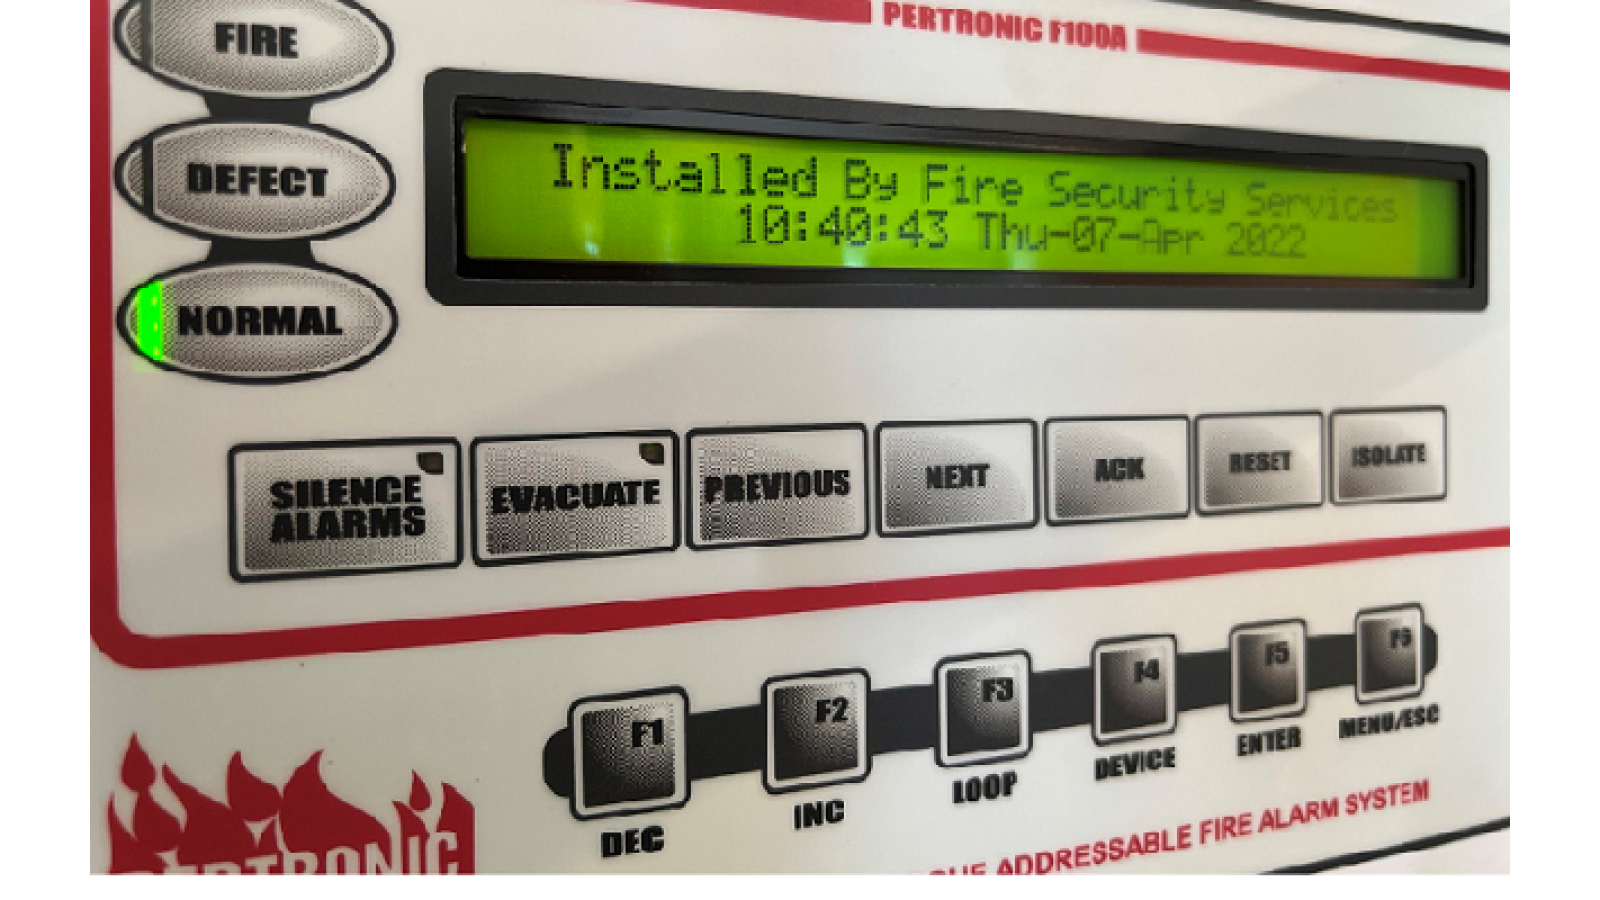 PERTRONIC F100A
FIRE
DEFECT
NORMAL
Installed By Fire Security Services
10:40:43 Thu-07-Apr 2022
SILENCE
ALARMS
EVACUATE
PREVIOUS
NEXT
ACK
RESET
ISOLATE
F1
F2
F3
F4
F5
F6
DEC
INC
LOOP
DEVICE
ENTER
MENU/ESC
PERTRONIC
ADDRESSABLE FIRE ALARM SYSTEM